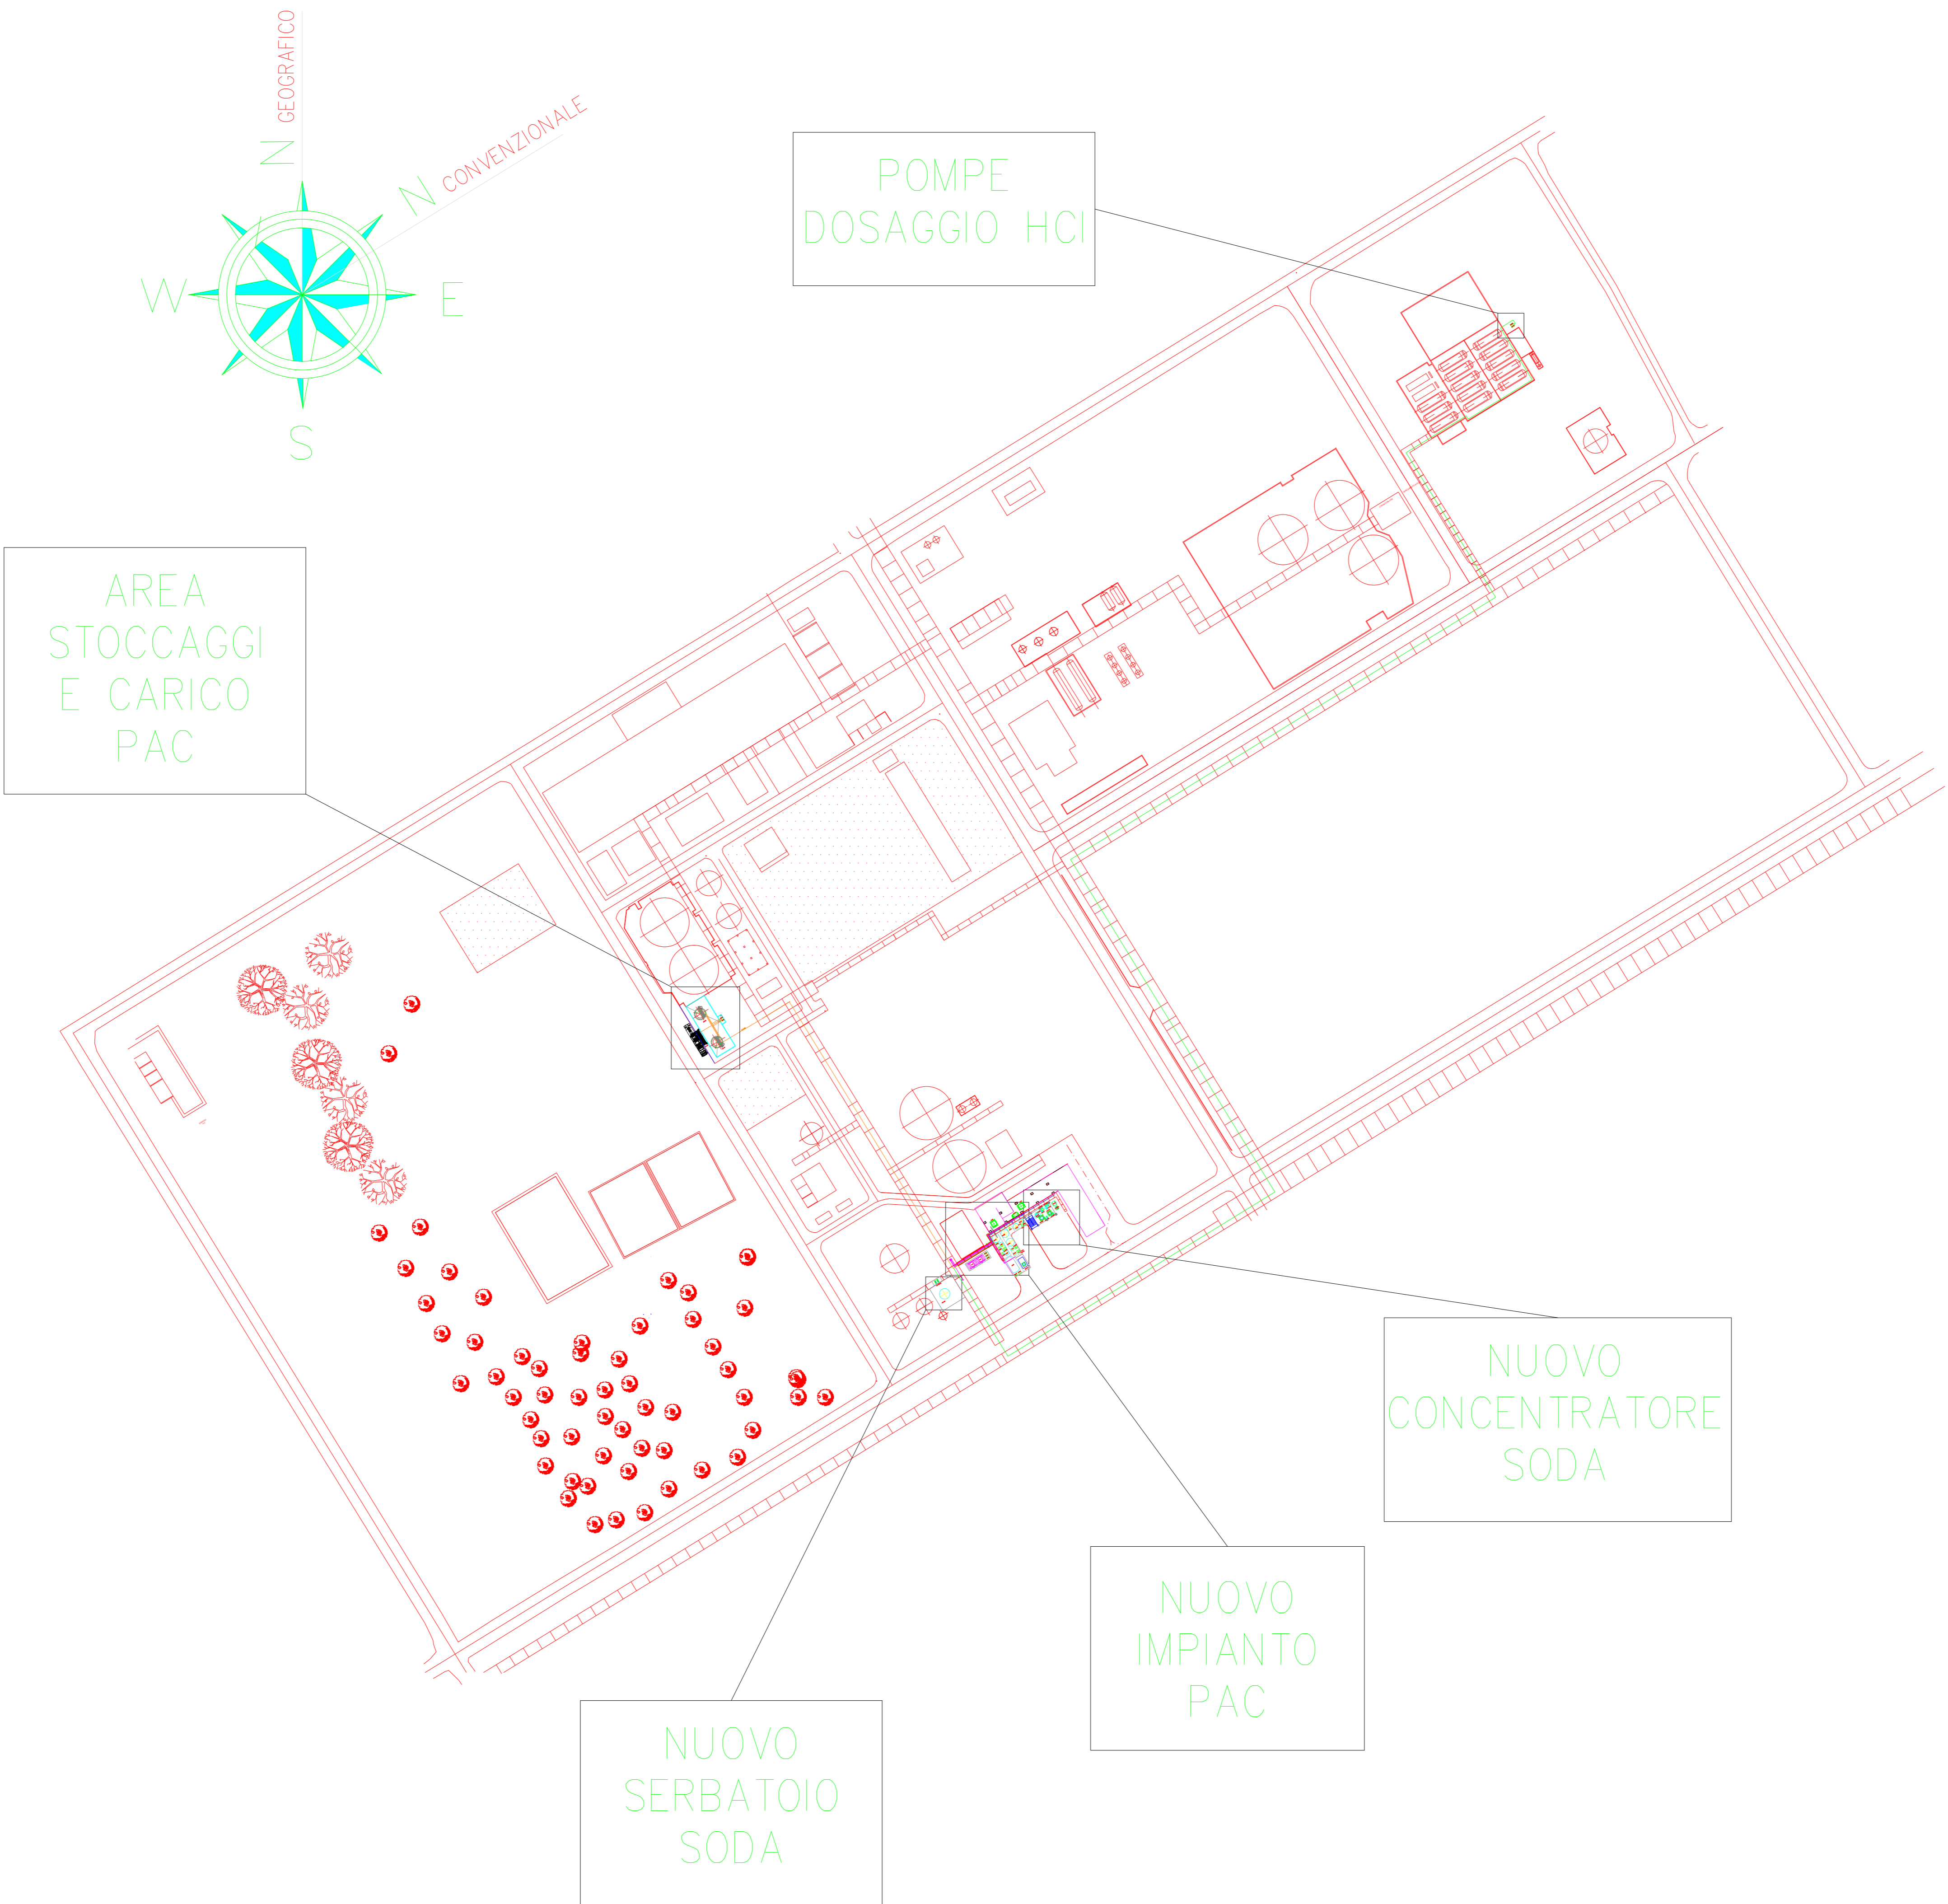 GEOGRAFICO
N
CONVENZIONALE
N
W
E
S
POMPE
DOSAGGIO HCl
AREA
STOCCAGGI
E CARICO
PAC
NUOVO
CONCENTRATORE
SODA
NUOVO
IMPIANTO
PAC
NUOVO
SERBATOIO
SODA